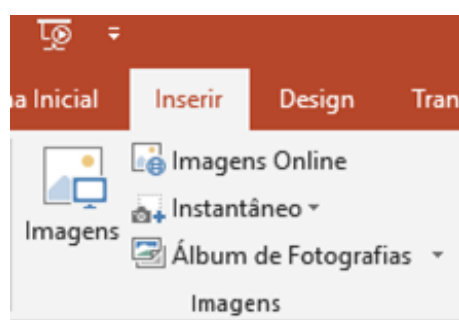 a Inicial Inserir Design Tran
Imagens Online
Instantâneo
Imagens
Álbum de Fotografias
Imagens